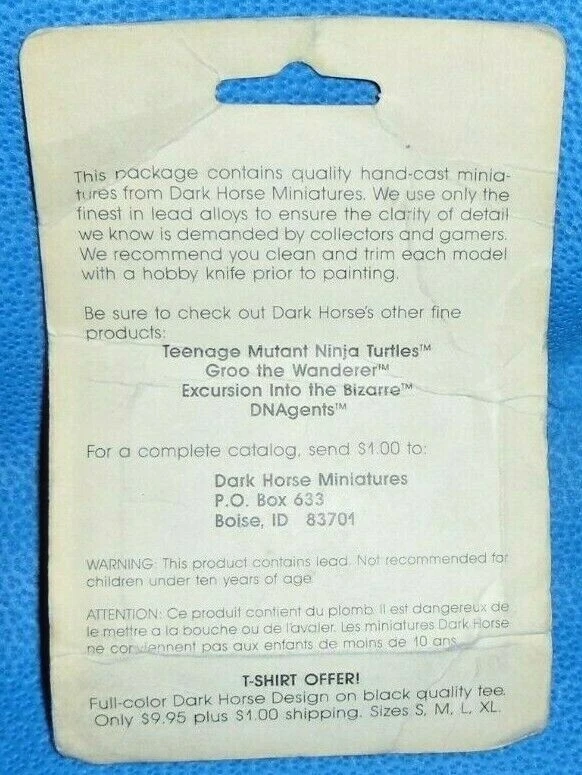 This package contains quality hand-cast minia-
tures from Dark Horse Miniatures. We use only the
finest in lead alloys to ensure the clarity of detail
we know is demanded by collectors and gamers.
We recommend you clean and trim each model
with a hobby knife prior to painting.
Be sure to check out Dark Horse's other fine
products:
Teenage Mutant Ninja Turtles™
Groo the Wanderer™
Excursion Into the Bizarre™
DNAgents™
For a complete catalog, send $1.00 to:
Dark Horse Miniatures
P.O. Box 633
Boise, ID 83701
WARNING: This product contains lead. Not recommended for
children under ten years of age.
ATTENTION: Ce produit contient du plomb. Il est dangereux de
le mettre a la bouche ou de l'avaler. Les miniatures Dark Horse
ne conviennent pas aux enfants de moins de 10 ans.
T-SHIRT OFFER!
Full-color Dark Horse Design on black quality tee.
Only $9.95 plus $1.00 shipping. Sizes S, M, L, XL.